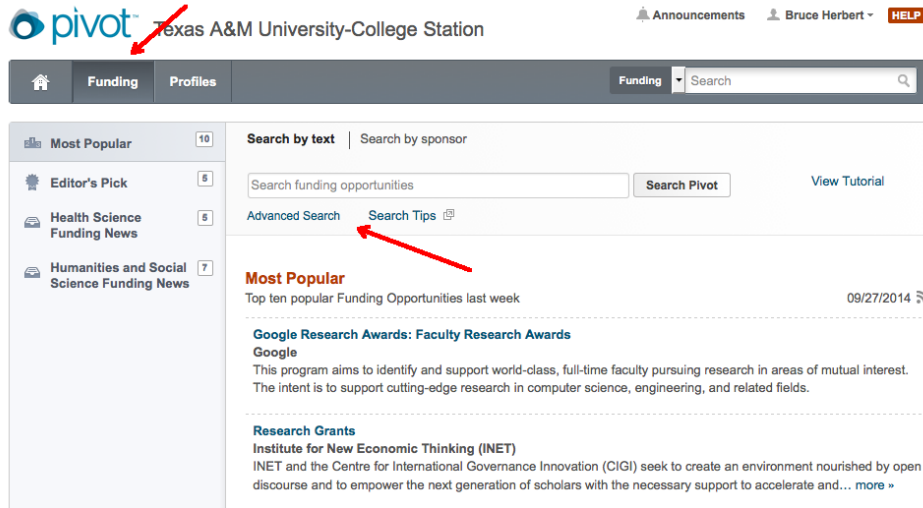 pivot™ Texas A&M University-College Station
Announcements Bruce Herbert HELP
Funding Profiles Funding Search
Most Popular 10
Editor's Pick 5
Health Science
Funding News 5
Humanities and Social
Science Funding News 7
Search by text Search by sponsor
Search funding opportunities Search Pivot View Tutorial
Advanced Search Search Tips
Most Popular
Top ten popular Funding Opportunities last week 09/27/2014
Google Research Awards: Faculty Research Awards
Google
This program aims to identify and support world-class, full-time faculty pursuing research in areas of mutual interest.
The intent is to support cutting-edge research in computer science, engineering, and related fields.
Research Grants
Institute for New Economic Thinking (INET)
INET and the Centre for International Governance Innovation (CIGI) seek to create an environment nourished by open
discourse and to empower the next generation of scholars with the necessary support to accelerate and… more »